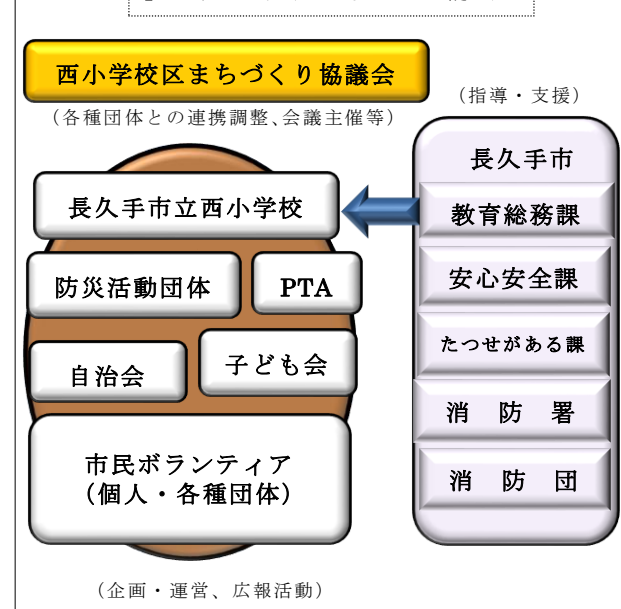 西小学校区まちづくり協議会
(各種団体との連携調整、会議主催等)
長久手市立西小学校
防災活動団体
PTA
自治会
子ども会
市民ボランティア
(個人・各種団体)
(企画・運営、広報活動)
(指導・支援)
長久手市
教育総務課
安心安全課
たつせがある課
消 防 署
消 防 団